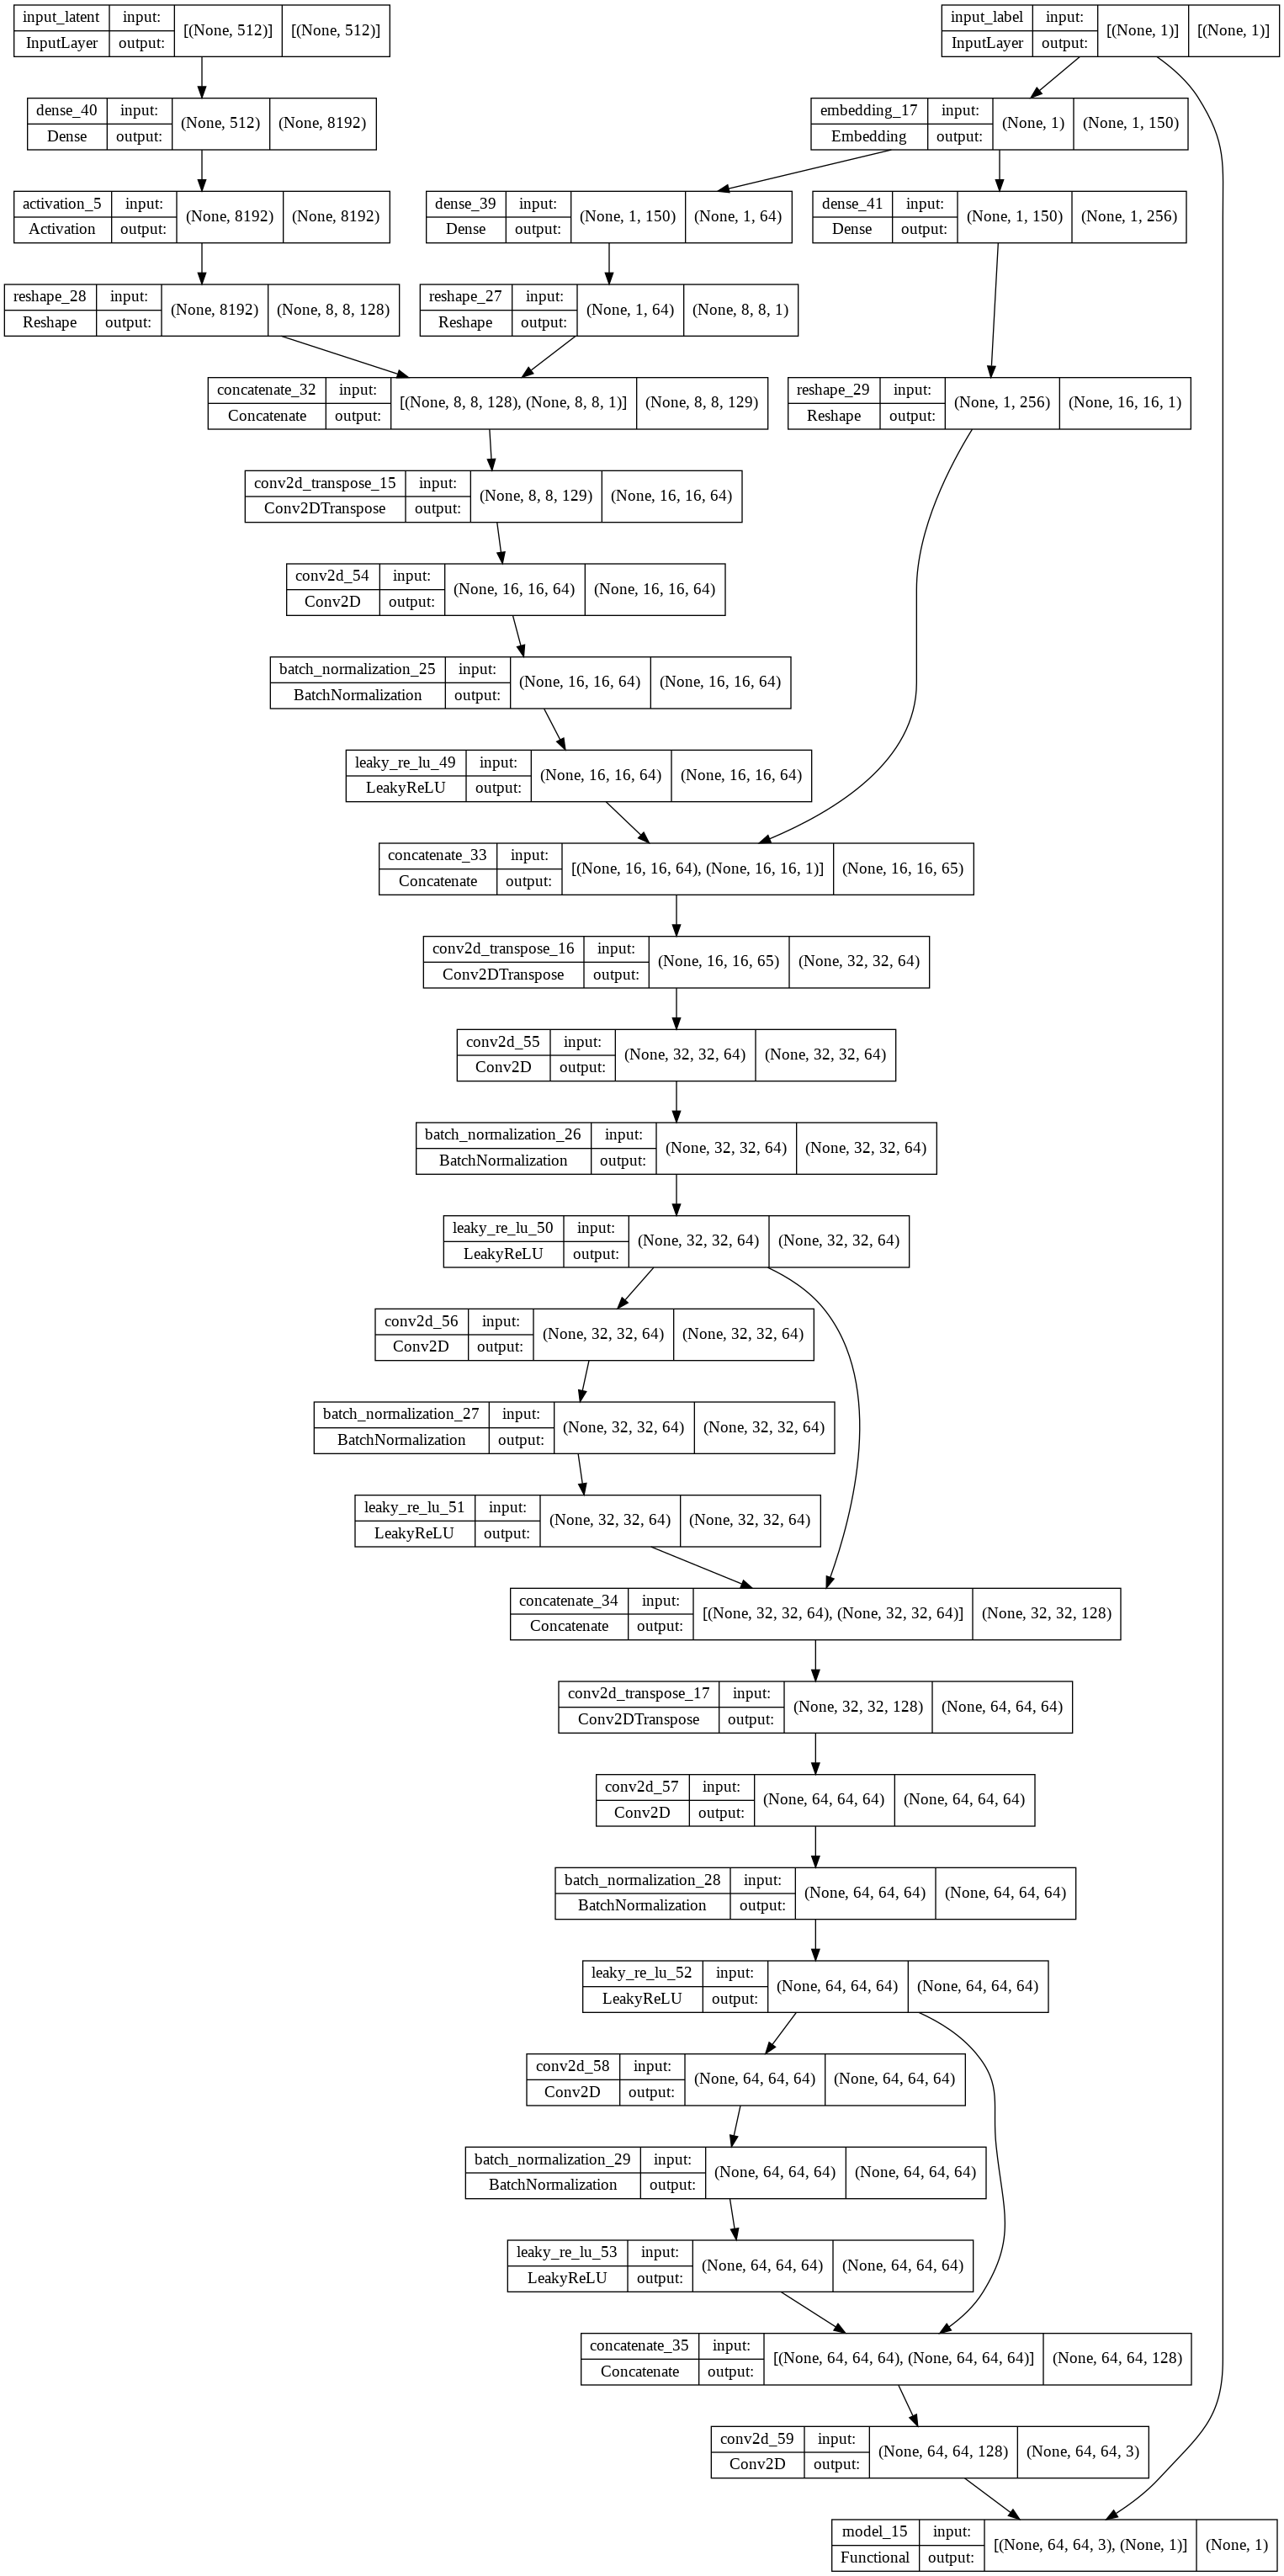 input_latent input: [(None, 512)] [(None, 512)]
InputLayer output:
input_label input: [(None, 1)] [(None, 1)]
InputLayer output:
dense_40 input: (None, 512) (None, 8192)
Dense output:
embedding_17 input: (None, 1) (None, 1, 150)
Embedding output:
activation_5 input: (None, 8192) (None, 8192)
Activation output:
dense_39 input: (None, 1, 150) (None, 1, 64)
Dense output:
dense_41 input: (None, 1, 150) (None, 1, 256)
Dense output:
reshape_28 input: (None, 8192) (None, 8, 8, 128)
Reshape output:
reshape_27 input: (None, 1, 64) (None, 8, 8, 1)
Reshape output:
concatenate_32 input: [(None, 8, 8, 128), (None, 8, 8, 1)] (None, 8, 8, 129)
Concatenate output:
reshape_29 input: (None, 1, 256) (None, 16, 16, 1)
Reshape output:
conv2d_transpose_15 input: (None, 8, 8, 129) (None, 16, 16, 64)
Conv2DTranspose output:
conv2d_54 input: (None, 16, 16, 64) (None, 16, 16, 64)
Conv2D output:
batch_normalization_25 input: (None, 16, 16, 64) (None, 16, 16, 64)
BatchNormalization output:
leaky_re_lu_49 input: (None, 16, 16, 64) (None, 16, 16, 64)
LeakyReLU output:
concatenate_33 input: [(None, 16, 16, 64), (None, 16, 16, 1)] (None, 16, 16, 65)
Concatenate output:
conv2d_transpose_16 input: (None, 16, 16, 65) (None, 32, 32, 64)
Conv2DTranspose output:
conv2d_55 input: (None, 32, 32, 64) (None, 32, 32, 64)
Conv2D output:
batch_normalization_26 input: (None, 32, 32, 64) (None, 32, 32, 64)
BatchNormalization output:
leaky_re_lu_50 input: (None, 32, 32, 64) (None, 32, 32, 64)
LeakyReLU output:
conv2d_56 input: (None, 32, 32, 64) (None, 32, 32, 64)
Conv2D output:
batch_normalization_27 input: (None, 32, 32, 64) (None, 32, 32, 64)
BatchNormalization output:
leaky_re_lu_51 input: (None, 32, 32, 64) (None, 32, 32, 64)
LeakyReLU output:
concatenate_34 input: [(None, 32, 32, 64), (None, 32, 32, 64)] (None, 32, 32, 128)
Concatenate output:
conv2d_transpose_17 input: (None, 32, 32, 128) (None, 64, 64, 64)
Conv2DTranspose output:
conv2d_57 input: (None, 64, 64, 64) (None, 64, 64, 64)
Conv2D output:
batch_normalization_28 input: (None, 64, 64, 64) (None, 64, 64, 64)
BatchNormalization output:
leaky_re_lu_52 input: (None, 64, 64, 64) (None, 64, 64, 64)
LeakyReLU output:
conv2d_58 input: (None, 64, 64, 64) (None, 64, 64, 64)
Conv2D output:
batch_normalization_29 input: (None, 64, 64, 64) (None, 64, 64, 64)
BatchNormalization output:
leaky_re_lu_53 input: (None, 64, 64, 64) (None, 64, 64, 64)
LeakyReLU output:
concatenate_35 input: [(None, 64, 64, 64), (None, 64, 64, 64)] (None, 64, 64, 128)
Concatenate output:
conv2d_59 input: (None, 64, 64, 128) (None, 64, 64, 3)
Conv2D output:
model_15 input: [(None, 64, 64, 3), (None, 1)] (None, 1)
Functional output: